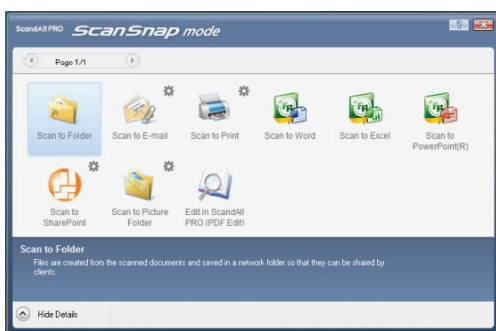 ScandAll PRO ScanSnap mode
Page 1/1
Scan to Folder
Scan to E-mail
Scan to Print
Scan to Word
Scan to Excel
Scan to
PowerPoint(R)
Scan to
SharePoint
Scan to Picture
Folder
Edit in ScandAll
PRO (PDF Edit)
Scan to Folder
Files are created from the scanned documents and saved in a network folder so that they can be shared by
clients.
Hide Details